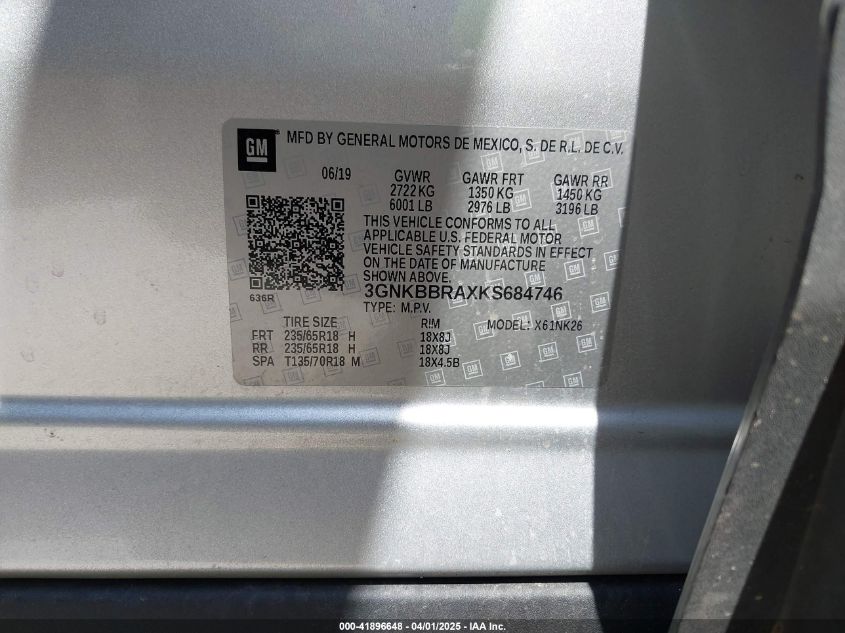 GM ® MFD BY GENERAL MOTORS DE MEXICO, S. DE R.L. DE C.V.
06/19 GVWR GAWR FRT GAWR RR
2722 KG 1350 KG 1450 KG
6001 LB 2976 LB 3196 LB
THIS VEHICLE CONFORMS TO ALL
APPLICABLE U.S. FEDERAL MOTOR
VEHICLE SAFETY STANDARDS IN EFFECT
ON THE DATE OF MANUFACTURE
SHOWN ABOVE.
636R 3GNKBBRAXKS684746
TYPE: M.P.V.
TIRE SIZE RIM MODEL: X61NK26
FRT 235/65R18 H 18X8J
RR 235/65R18 H 18X8J
SPA T135/70R18 M 18X4.5B
000-41896648 - 04/01/2025 - IAA Inc.